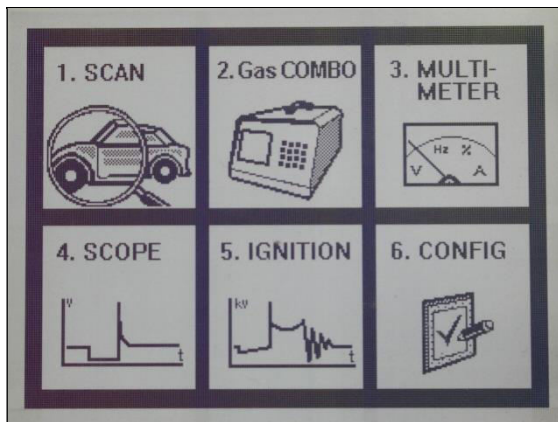 1. SCAN
2. Gas COMBO
3. MULTI-
METER
Hz %
V A
4. SCOPE
v
t
5. IGNITION
kv
t
6. CONFIG